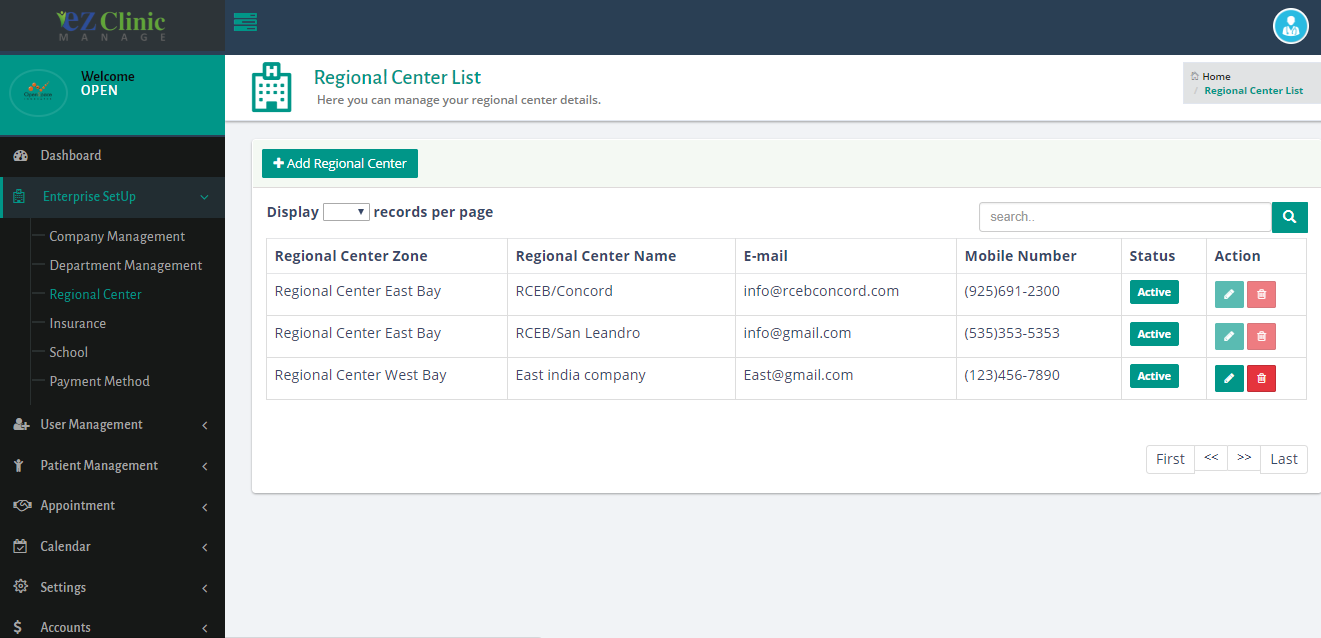 ezClinic
MANAGE
Welcome
OPEN
Dashboard
Enterprise SetUp
Company Management
Department Management
Regional Center
Insurance
School
Payment Method
User Management
Patient Management
Appointment
Calendar
Settings
Accounts
Regional Center List
Here you can manage your regional center details.
Home
/ Regional Center List
Add Regional Center
Display records per page
search..
Regional Center Zone Regional Center Name E-mail Mobile Number Status Action
Regional Center East Bay RCEB/Concord info@rcebconcord.com (925)691-2300 Active
Regional Center East Bay RCEB/San Leandro info@gmail.com (535)353-5353 Active
Regional Center West Bay East india company East@gmail.com (123)456-7890 Active
First << >> Last